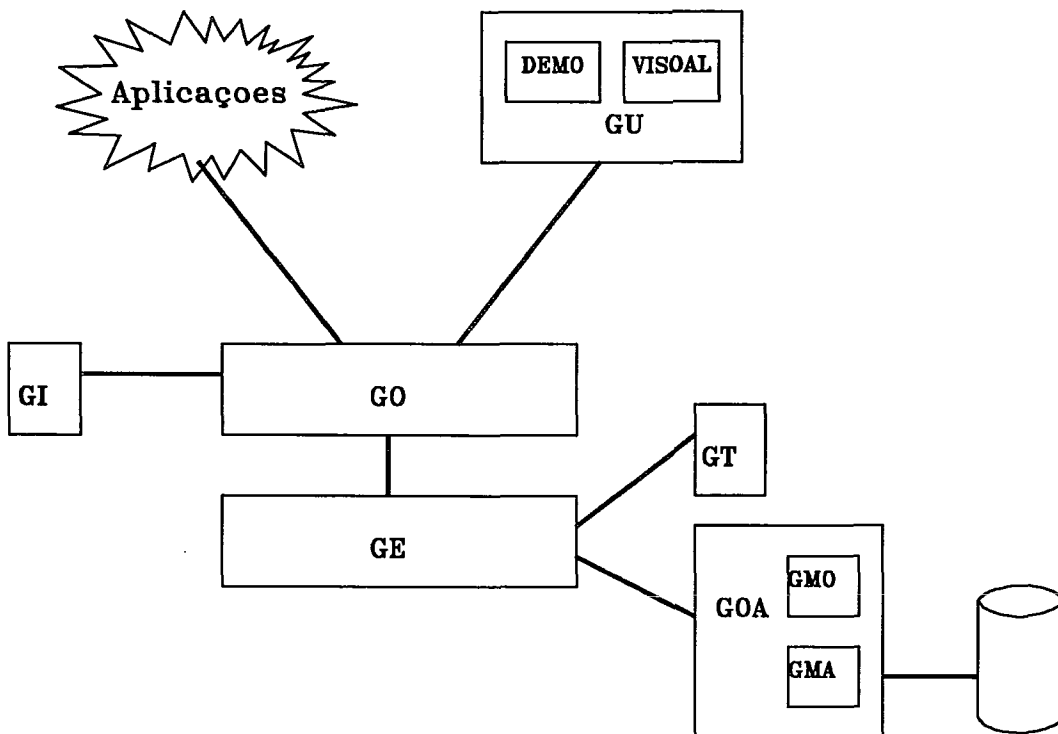 Aplicaçoes
DEMO
VISOAL
GU
GI
GO
GT
GE
GMO
GOA
GMA